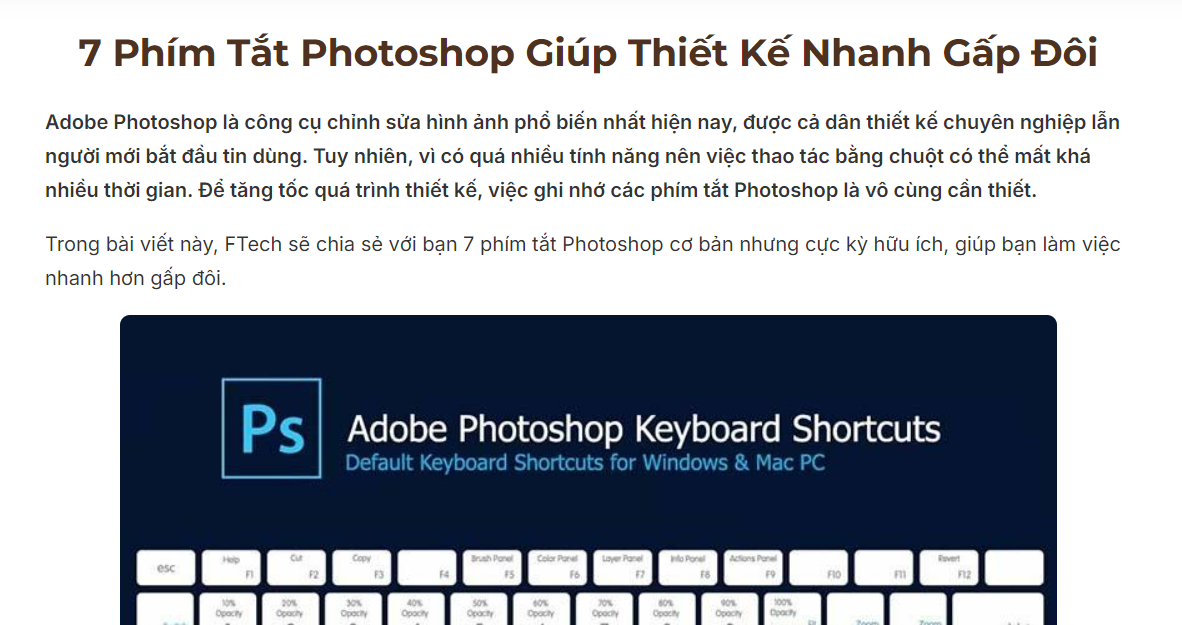 7 Phím Tắt Photoshop Giúp Thiết Kế Nhanh Gấp Đôi
Adobe Photoshop là công cụ chỉnh sửa hình ảnh phổ biến nhất hiện nay, được cả dân thiết kế chuyên nghiệp lẫn
người mới bắt đầu tin dùng. Tuy nhiên, vì có quá nhiều tính năng nên việc thao tác bằng chuột có thể mất khá
nhiều thời gian. Để tăng tốc quá trình thiết kế, việc ghi nhớ các phím tắt Photoshop là vô cùng cần thiết.
Trong bài viết này, FTech sẽ chia sẻ với bạn 7 phím tắt Photoshop cơ bản nhưng cực kỳ hữu ích, giúp bạn làm việc
nhanh hơn gấp đôi.
Ps
Adobe Photoshop Keyboard Shortcuts
Default Keyboard Shortcuts for Windows & Mac PC
esc Help Cut Copy Brush Panel Color Panel Layer Panel Info Panel Actions Panel Revert
F1 F2 F3 F4 F5 F6 F7 F8 F9 F10 F11 F12
10% 20% 30% 40% 50% 60% 70% 80% 90% 100%
Opacity Opacity Opacity Opacity Opacity Opacity Opacity Opacity Opacity Opacity
Zoom Zoom